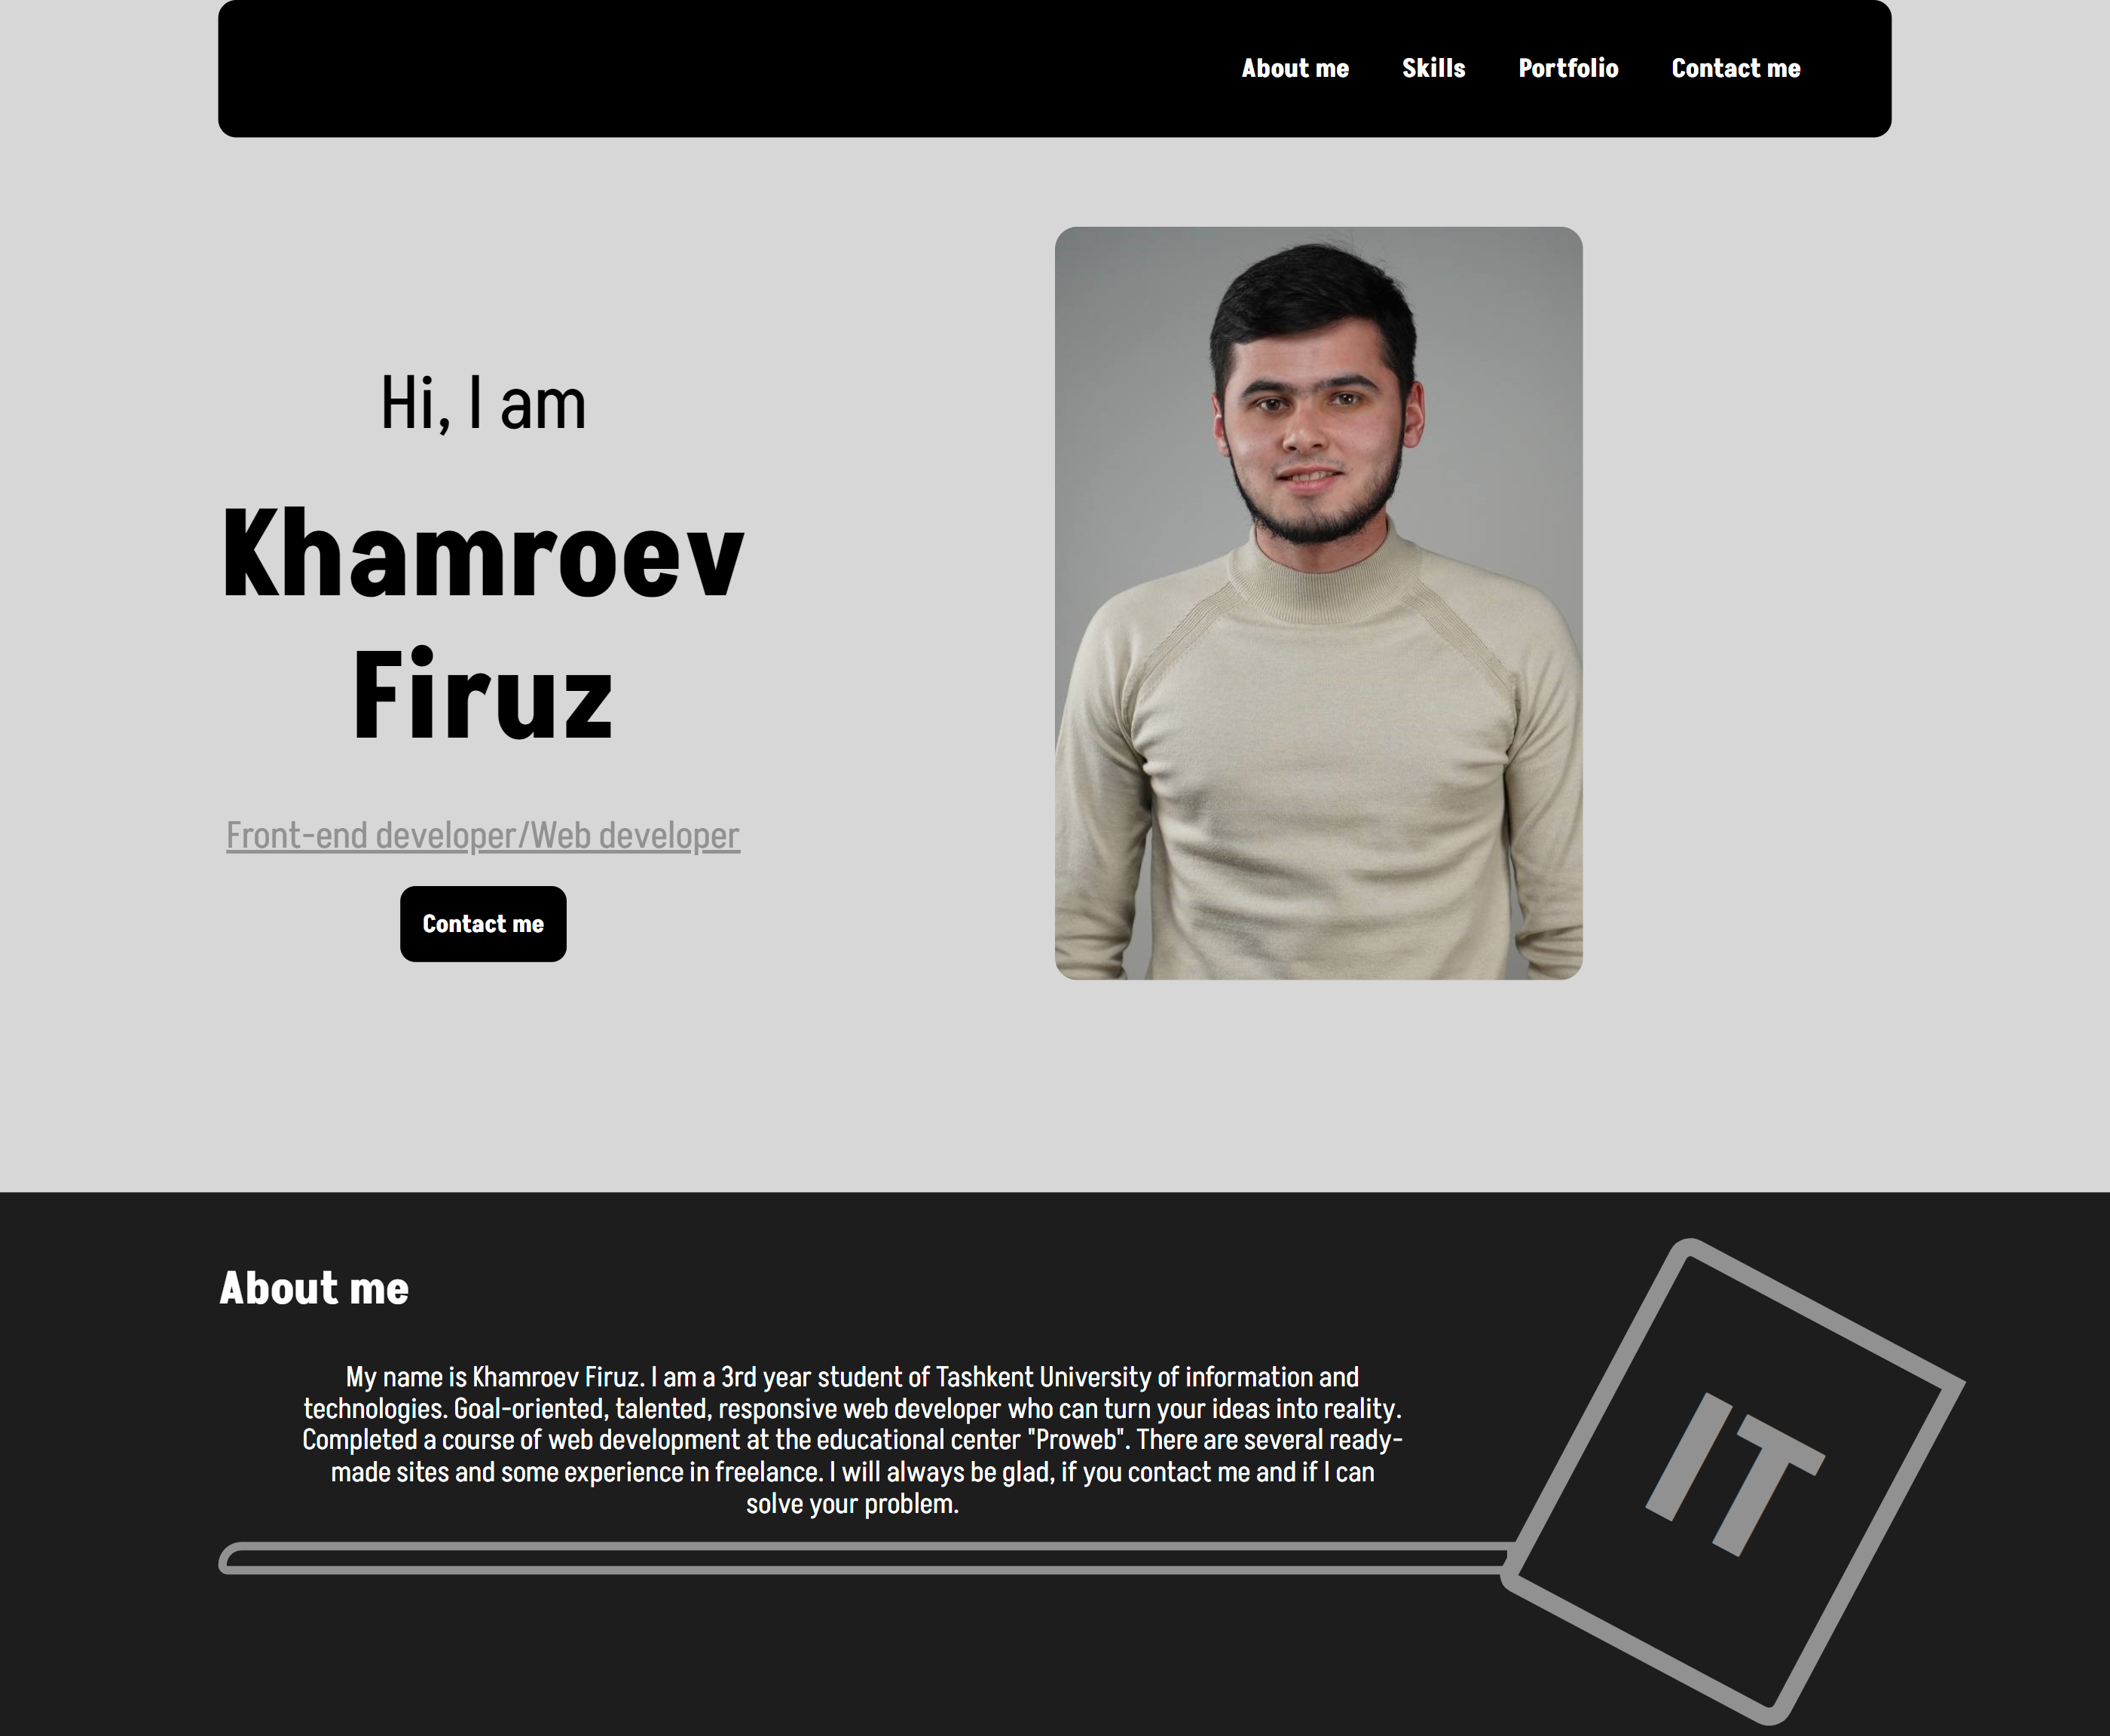 About me Skills Portfolio Contact me
Hi, I am
Khamroev
Firuz
Front-end developer/Web developer
Contact me
About me
My name is Khamroev Firuz. I am a 3rd year student of Tashkent University of information and
technologies. Goal-oriented, talented, responsive web developer who can turn your ideas into reality.
Completed a course of web development at the educational center "Proweb". There are several ready-
made sites and some experience in freelance. I will always be glad, if you contact me and if I can
solve your problem.
IT